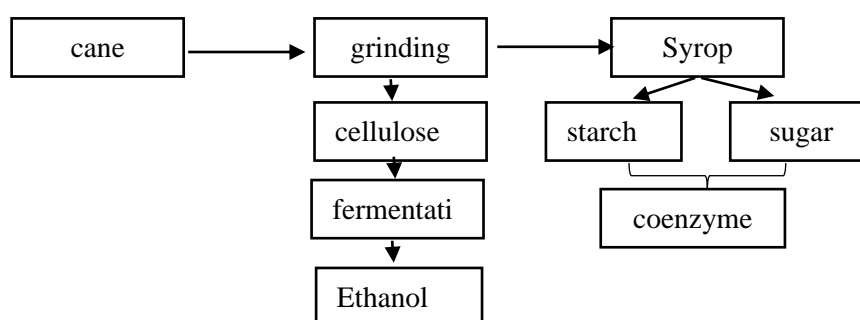 cane
grinding
Syrop
cellulose
starch
sugar
fermentati
coenzyme
Ethanol